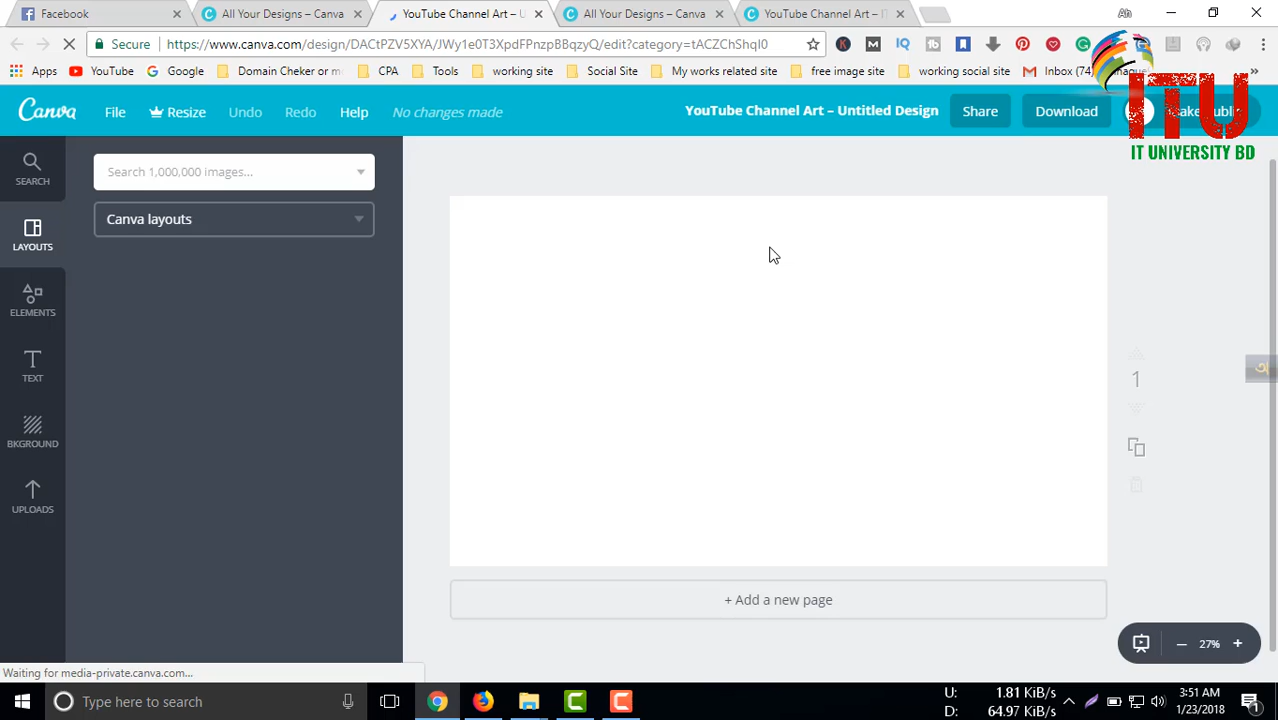 Facebook
All Your Designs – Canva
YouTube Channel Art – U
All Your Designs – Canva
YouTube Channel Art –
Ah
Secure
https://www.canva.com/design/DACtPZV5XY4/JWy1e0T3XpdFPnzpBBqzyQ/edit?category=tACZChShqI0
Apps
YouTube
Google
Domain Cheker or m
CPA
Tools
working site
Social Site
My works related site
free image site
working social site
Inbox (74)
Canva
File
Resize
Undo
Redo
Help
No changes made
YouTube Channel Art – Untitled Design
Share
Download
ITU
IT UNIVERSITY BD
SEARCH
LAYOUTS
ELEMENTS
TEXT
BKGROUND
UPLOADS
Search 1,000,000 images...
Canva layouts
1
+ Add a new page
27%
Waiting for media-private.canva.com...
Type here to search
U: 1.81 KiB/s
D: 64.97 KiB/s
3:51 AM
1/23/2018